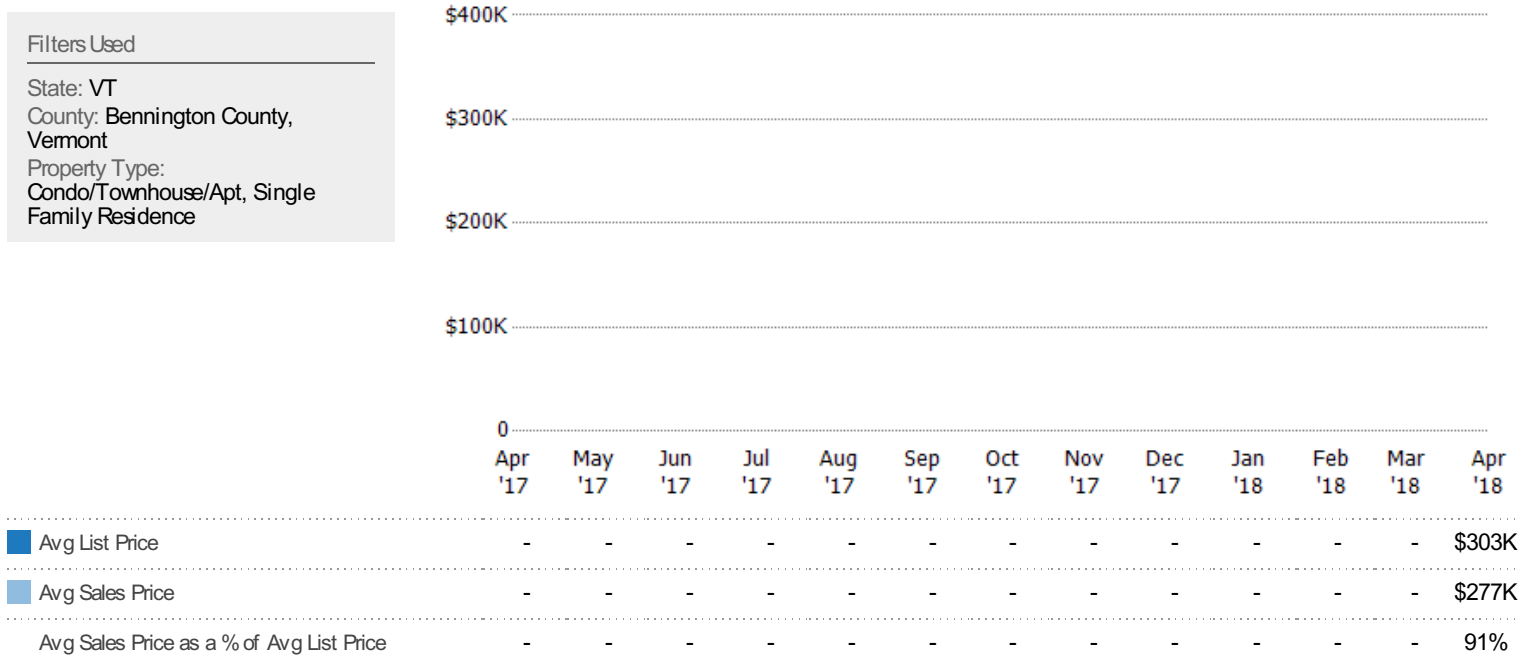 Filters Used
State: VT
County: Bennington County,
Vermont
Property Type:
Condo/Townhouse/Apt, Single
Family Residence
$400K
$300K
$200K
$100K
0
Apr May Jun Jul Aug Sep Oct Nov Dec Jan Feb Mar Apr
'17 '17 '17 '17 '17 '17 '17 '17 '17 '18 '18 '18 '18
Avg List Price - - - - - - - - - - - - $303K
Avg Sales Price - - - - - - - - - - - - $277K
Avg Sales Price as a % of Avg List Price - - - - - - - - - - - - 91%